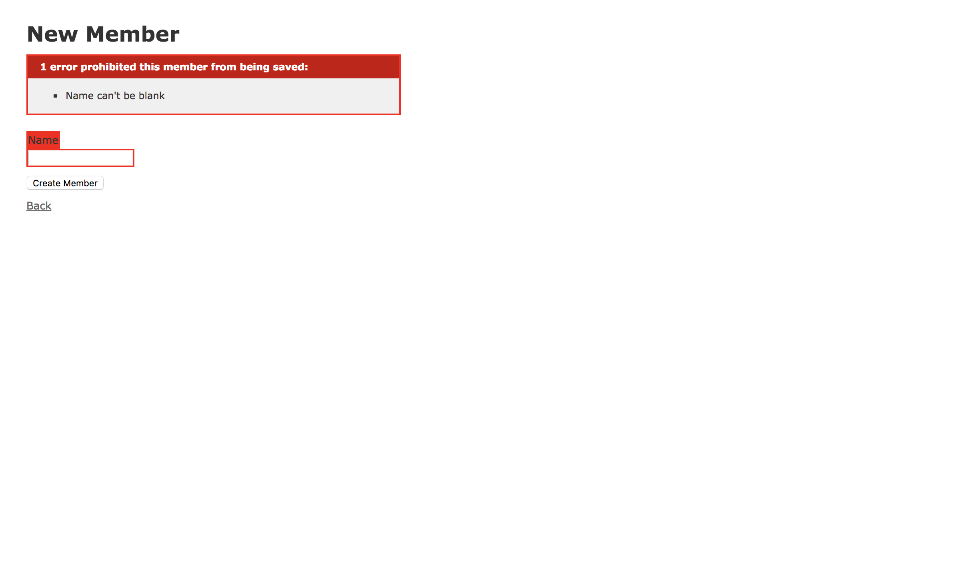 New Member
1 error prohibited this member from being saved:
Name can't be blank
Name
Create Member
Back